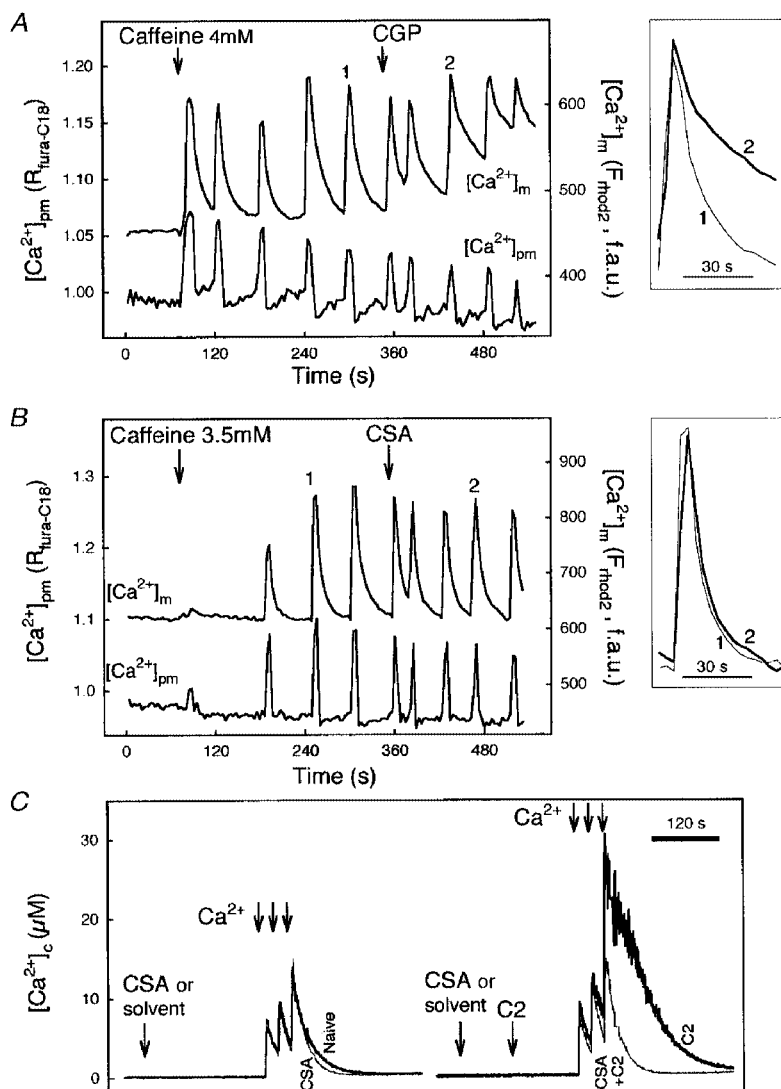 A
Caffeine 4mM
CGP
1
2
1.20
1.15
1.10
1.05
1.00
[Ca²⁺]pm (Rfura-C18)
600
500
400
[Ca²⁺]m (Frhod2, f.a.u.)
[Ca²⁺]m
[Ca²⁺]pm
0
120
240
360
480
Time (s)
2
1
30 s
B
Caffeine 3.5mM
CSA
1
2
1.3
1.2
1.1
1.0
[Ca²⁺]pm (Rfura-C18)
900
800
700
600
500
[Ca²⁺]m (Frhod2, f.a.u.)
[Ca²⁺]m
[Ca²⁺]pm
0
120
240
360
480
Time (s)
1
2
30 s
C
[Ca²⁺]c (µM)
30
20
10
0
Ca²⁺
CSA or
solvent
CSA
Naive
Ca²⁺
120 s
CSA or
solvent
C2
CSA
+C2
C2